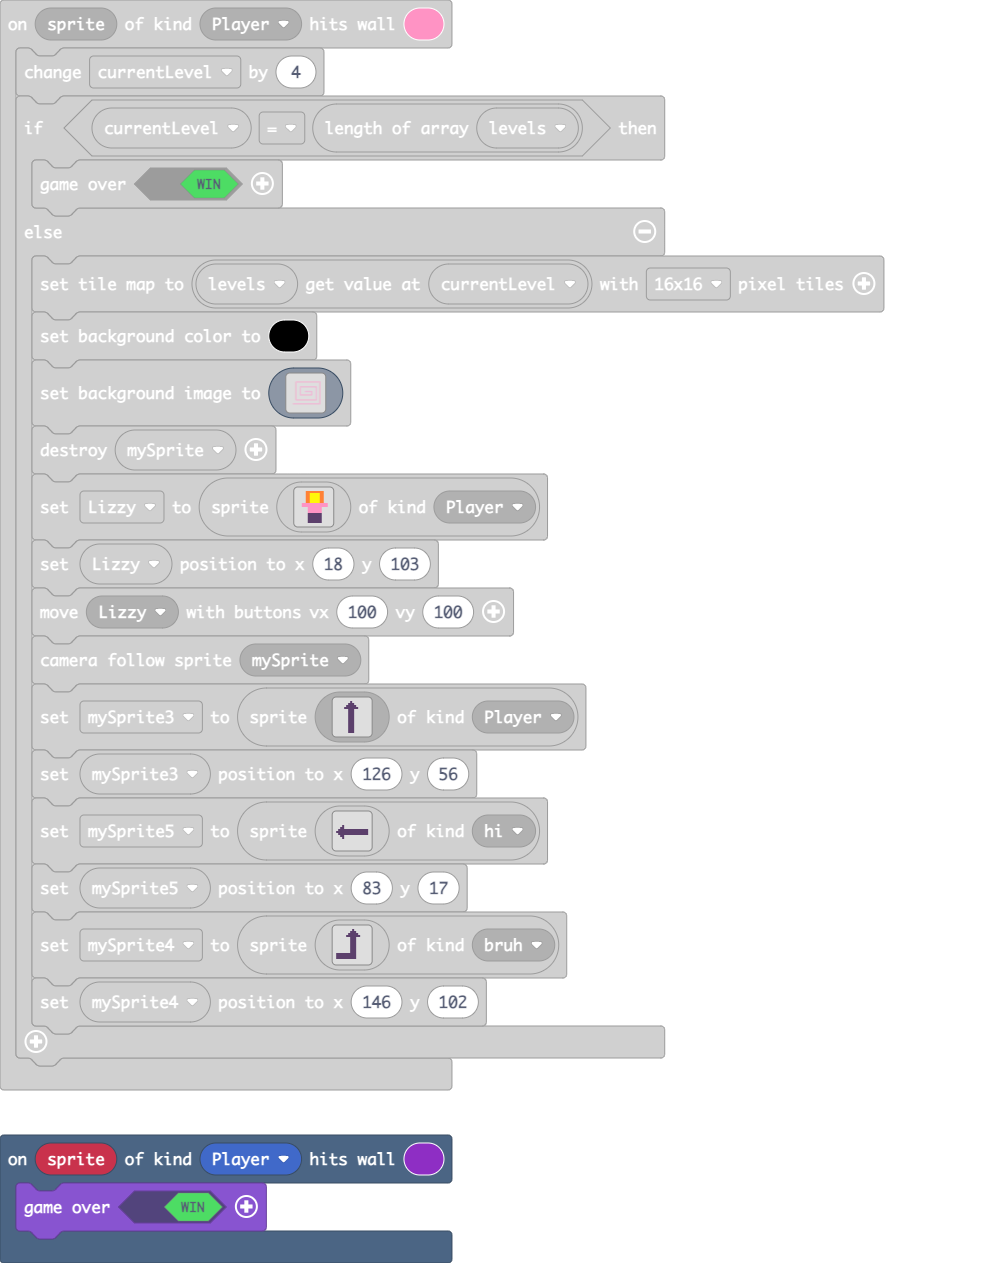 on sprite of kind Player hits wall
change currentLevel by 4
if currentLevel = length of array levels then
game over WIN
else
set tile map to levels get value at currentLevel with 16x16 pixel tiles
set background color to
set background image to
destroy mySprite
set Lizzy to sprite of kind Player
set Lizzy position to x 18 y 103
move Lizzy with buttons vx 100 vy 100
camera follow sprite mySprite
set mySprite3 to sprite of kind Player
set mySprite3 position to x 126 y 56
set mySprite5 to sprite of kind hi
set mySprite5 position to x 83 y 17
set mySprite4 to sprite of kind bruh
set mySprite4 position to x 146 y 102
on sprite of kind Player hits wall
game over WIN